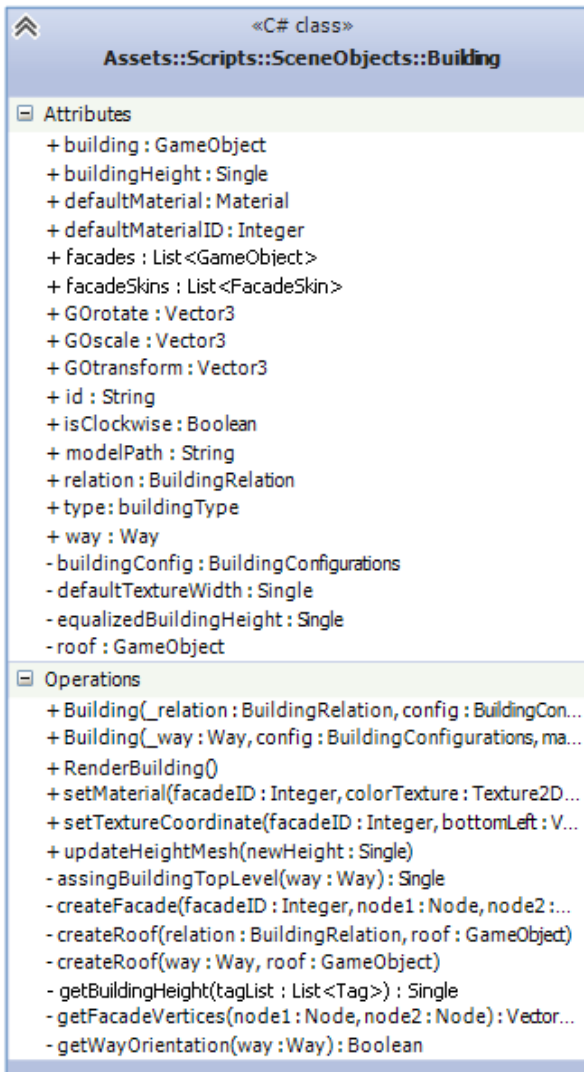 «C# class»
Assets::Scripts::SceneObjects::Building
Attributes
+ building : GameObject
+ buildingHeight : Single
+ defaultMaterial : Material
+ defaultMaterialID : Integer
+ facades : List<GameObject>
+ facadeSkins : List<FacadeSkin>
+ GOrotate : Vector3
+ GOscale : Vector3
+ GOtransform : Vector3
+ id : String
+ isClockwise : Boolean
+ modelPath : String
+ relation : BuildingRelation
+ type : buildingType
+ way : Way
- buildingConfig : BuildingConfigurations
- defaultTextureWidth : Single
- equalizedBuildingHeight : Single
- roof : GameObject
Operations
+ Building(_relation : BuildingRelation, config : BuildingCon...
+ Building(_way : Way, config : BuildingConfigurations, ma...
+ RenderBuilding()
+ setMaterial(facadeID : Integer, colorTexture : Texture2D...
+ setTextureCoordinate(facadeID : Integer, bottomLeft : V...
+ updateHeightMesh(newHeight : Single)
- assingBuildingTopLevel(way : Way) : Single
- createFacade(facadeID : Integer, node1 : Node, node2 :...
- createRoof(relation : BuildingRelation, roof : GameObject)
- createRoof(way : Way, roof : GameObject)
- getBuildingHeight(tagList : List<Tag>) : Single
- getFacadeVertices(node1 : Node, node2 : Node) : Vector...
- getWayOrientation(way : Way) : Boolean